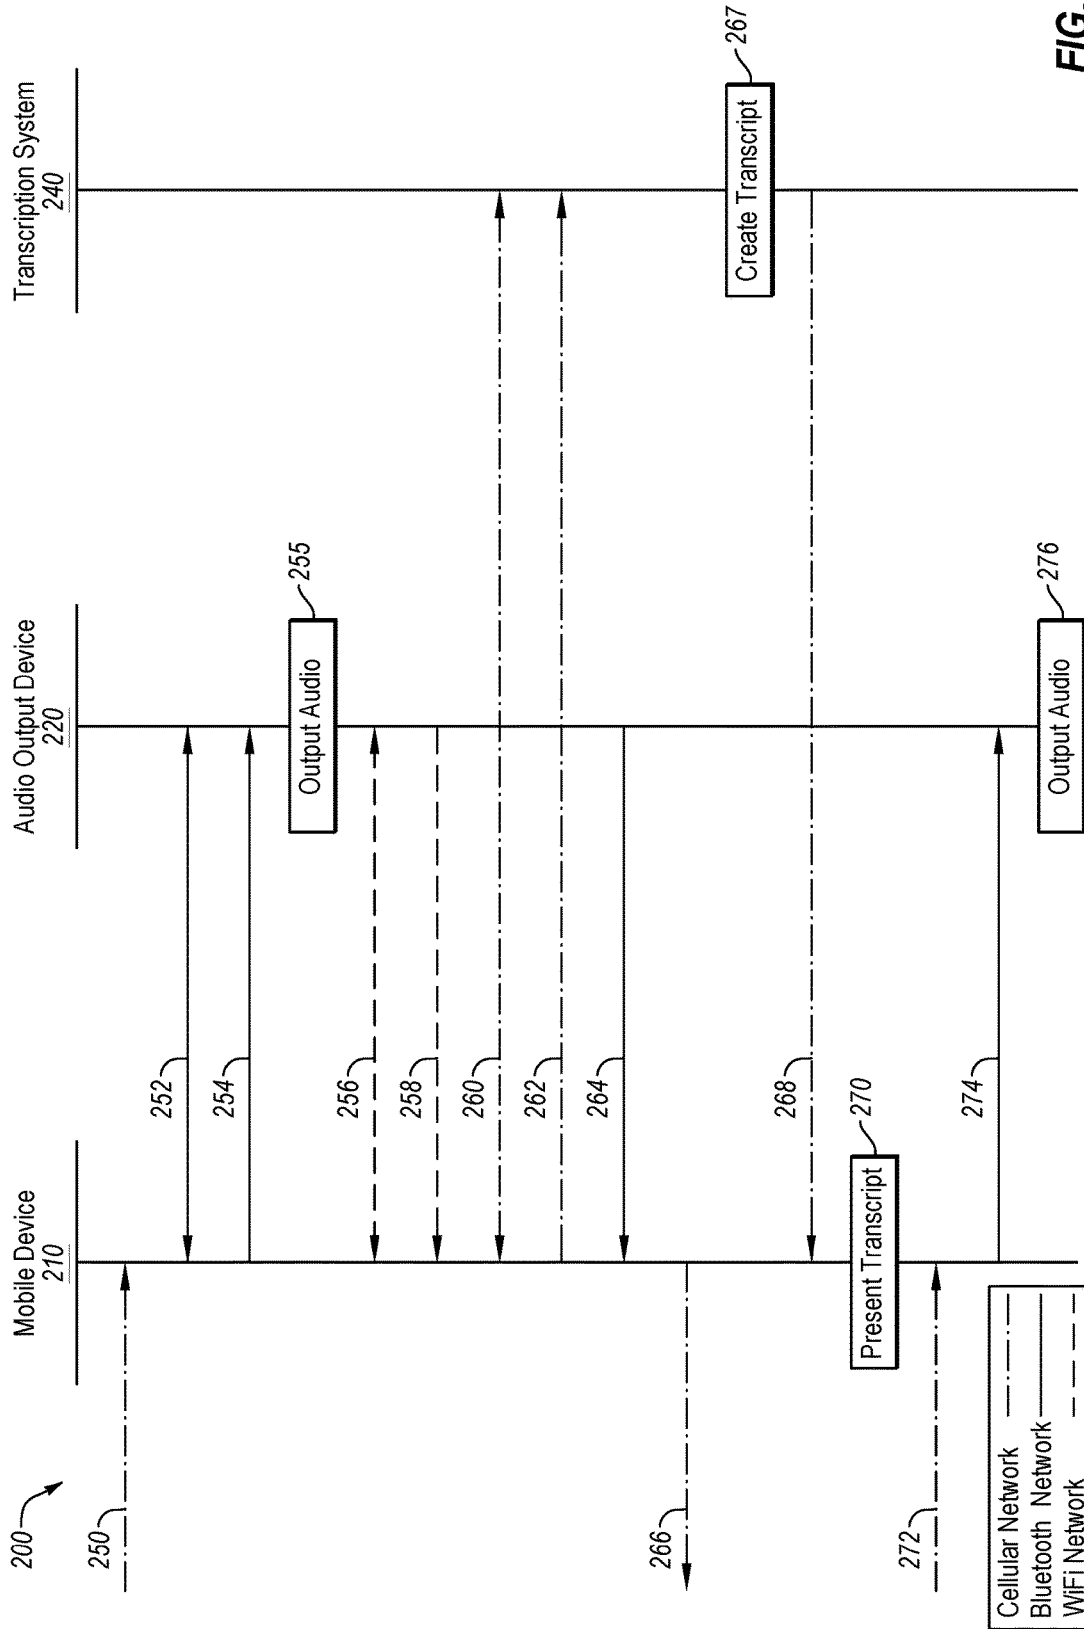 200
Mobile Device
210
Audio Output Device
220
Transcription System
240
250
252
254
Output Audio
255
256
258
260
262
264
266
Create Transcript
267
268
Present Transcript
270
272
274
Output Audio
276
Cellular Network
Bluetooth Network
WiFi Network
FIG.